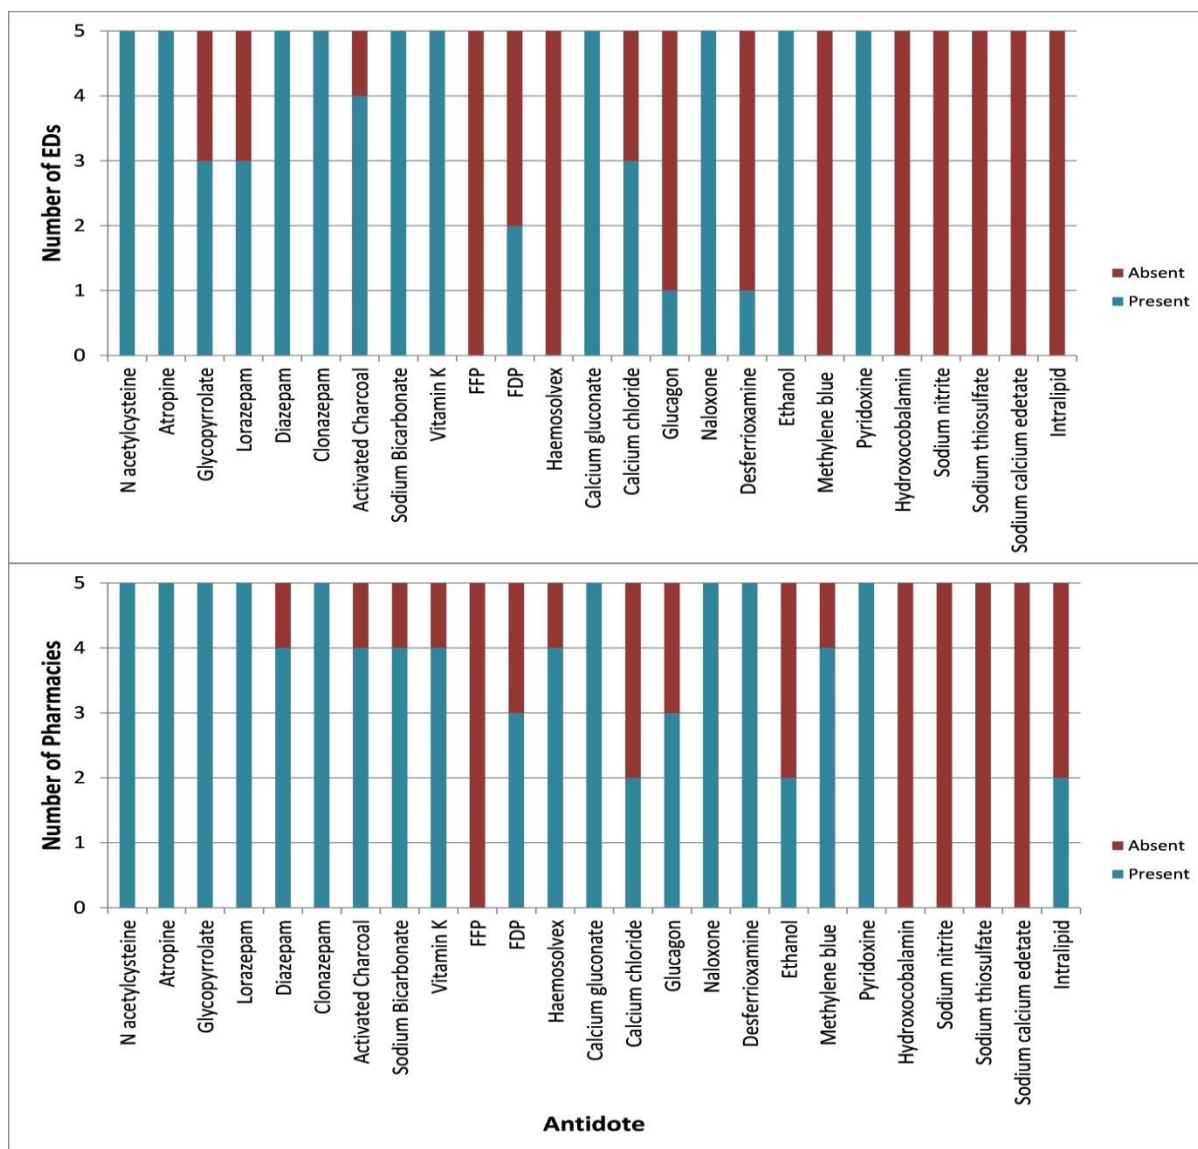 Number of EDs
5
4
3
2
1
0
N acetylcysteine
Atropine
Glycopyrrolate
Lorazepam
Diazepam
Clonazepam
Activated Charcoal
Sodium Bicarbonate
Vitamin K
FFP
FDP
Haemosolvex
Calcium gluconate
Calcium chloride
Glucagon
Naloxone
Desferrioxamine
Ethanol
Methylene blue
Pyridoxine
Hydroxocobalamin
Sodium nitrite
Sodium thiosulfate
Sodium calcium edetate
Intralipid
Absent
Present
Number of Pharmacies
5
4
3
2
1
0
N acetylcysteine
Atropine
Glycopyrrolate
Lorazepam
Diazepam
Clonazepam
Activated Charcoal
Sodium Bicarbonate
Vitamin K
FFP
FDP
Haemosolvex
Calcium gluconate
Calcium chloride
Glucagon
Naloxone
Desferrioxamine
Ethanol
Methylene blue
Pyridoxine
Hydroxocobalamin
Sodium nitrite
Sodium thiosulfate
Sodium calcium edetate
Intralipid
Absent
Present
Antidote